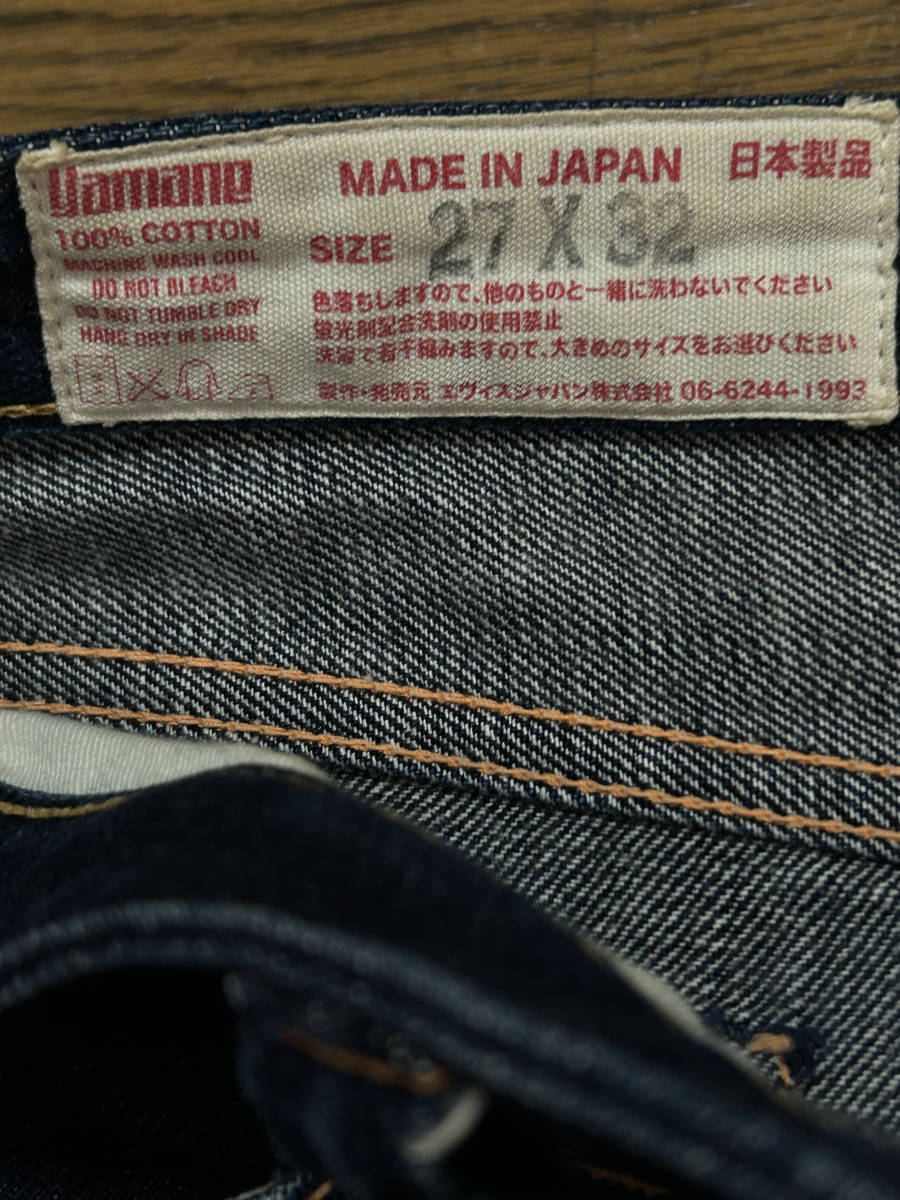 yamane
100% COTTON
MACHINE WASH COOL
DO NOT BLEACH
DO NOT TUMBLE DRY
HANG DRY IN SHADE
MADE IN JAPAN 日本製品
SIZE 27 X 32
色落もしますので、他のものと一緒に洗わないでください
蛍光剤配合洗剤の使用禁止
洗濯で若干縮みますので、大きめのサイズをお選びください
製作・発売元 エヴィスジャパン株式会社 06-6244-1993